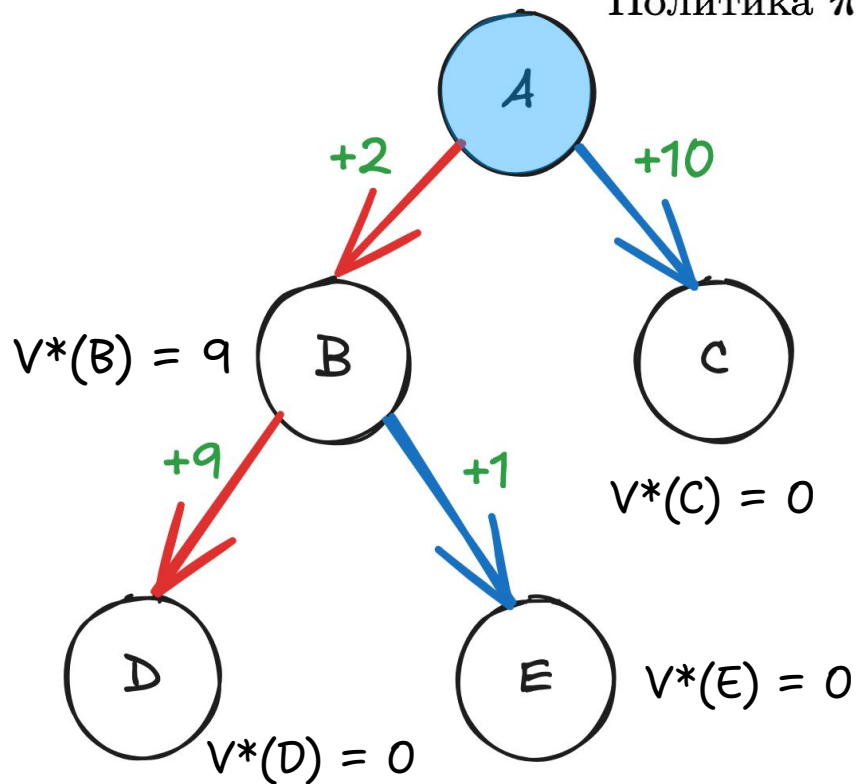 Политика π
A
+2
+10
V*(B) = 9
B
C
+9
+1
V*(C) = 0
D
E
V*(E) = 0
V*(D) = 0